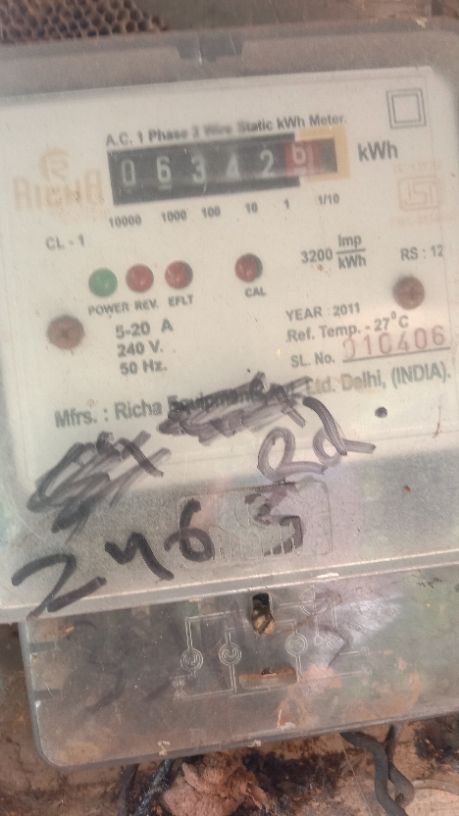 A.C. 1 Phase 2 Wire Static kWh Meter.
RICHA
0 6 3 4 2 6 kWh
10000 1000 100 10 1 1/10
CL - 1
3200 Imp/kWh
RS : 12
POWER REV. EFLT CAL
5-20 A
240 V.
50 Hz.
YEAR : 2011
Ref. Temp. - 27°C
SL. No. 010406
Mfrs. : Richa Ltd. Delhi, (INDIA).
Rd
2463